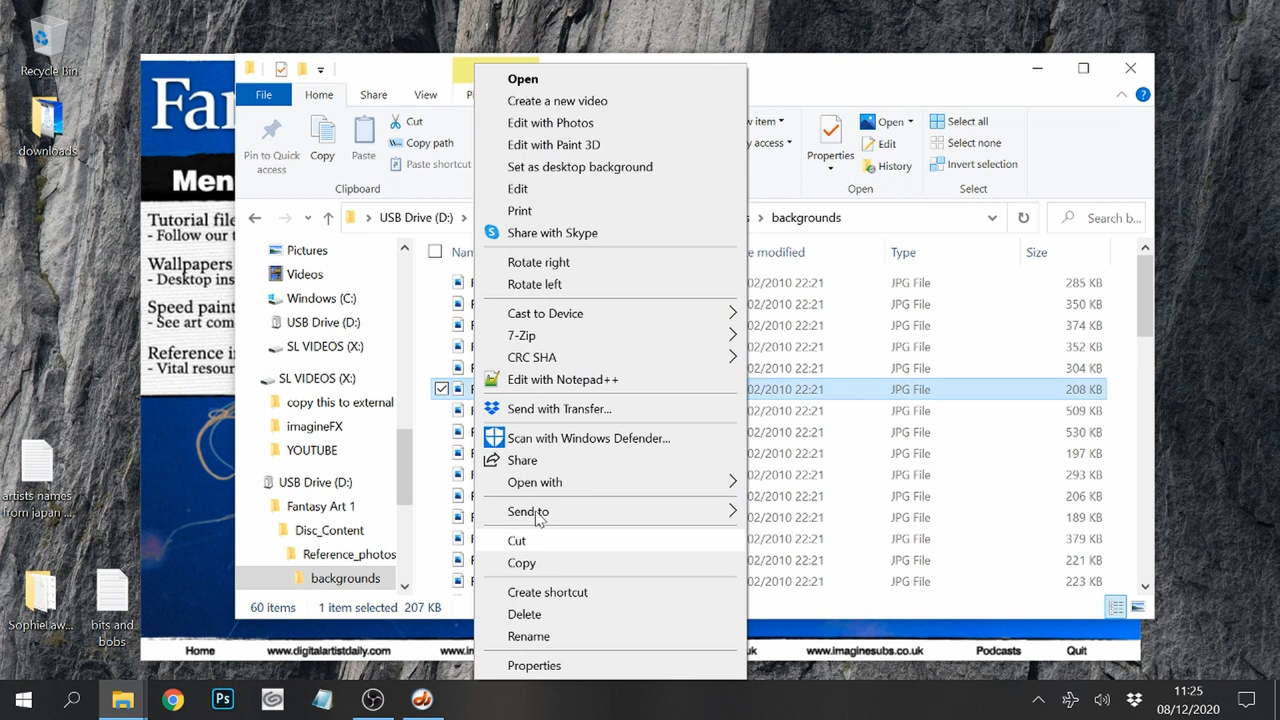 Recycle Bin
downloads
artists names
from japan ...
SophieLaw...
bits and
bobs
Men
Tutorial file
- Follow our t
Wallpapers
- Desktop ins
Speed paint
- See art com
Reference i
- Vital resour
File
Home
Share
View
Pin to Quick
access
Copy
Paste
Cut
Copy path
Paste shortcut
Clipboard
Properties
Open
Edit
History
Open
Select all
Select none
Invert selection
Select
USB Drive (D:)
backgrounds
Search b...
Pictures
Videos
Windows (C:)
USB Drive (D:)
SL VIDEOS (X:)
SL VIDEOS (X:)
copy this to external
imagineFX
YOUTUBE
USB Drive (D:)
Fantasy Art 1
Disc_Content
Reference_photos
backgrounds
Type
Size
02/2010 22:21 JPG File 285 KB
02/2010 22:21 JPG File 350 KB
02/2010 22:21 JPG File 374 KB
02/2010 22:21 JPG File 352 KB
02/2010 22:21 JPG File 304 KB
02/2010 22:21 JPG File 208 KB
02/2010 22:21 JPG File 509 KB
02/2010 22:21 JPG File 530 KB
02/2010 22:21 JPG File 197 KB
02/2010 22:21 JPG File 293 KB
02/2010 22:21 JPG File 206 KB
02/2010 22:21 JPG File 189 KB
02/2010 22:21 JPG File 379 KB
02/2010 22:21 JPG File 221 KB
02/2010 22:21 JPG File 223 KB
60 items 1 item selected 207 KB
Open
Create a new video
Edit with Photos
Edit with Paint 3D
Set as desktop background
Edit
Print
Share with Skype
Rotate right
Rotate left
Cast to Device
7-Zip
CRC SHA
Edit with Notepad++
Send with Transfer...
Scan with Windows Defender...
Share
Open with
Send to
Cut
Copy
Create shortcut
Delete
Rename
Properties
Home www.digitalartistdaily.com www.imaginesubs.co.uk Podcasts Quit
Ps
11:25
08/12/2020